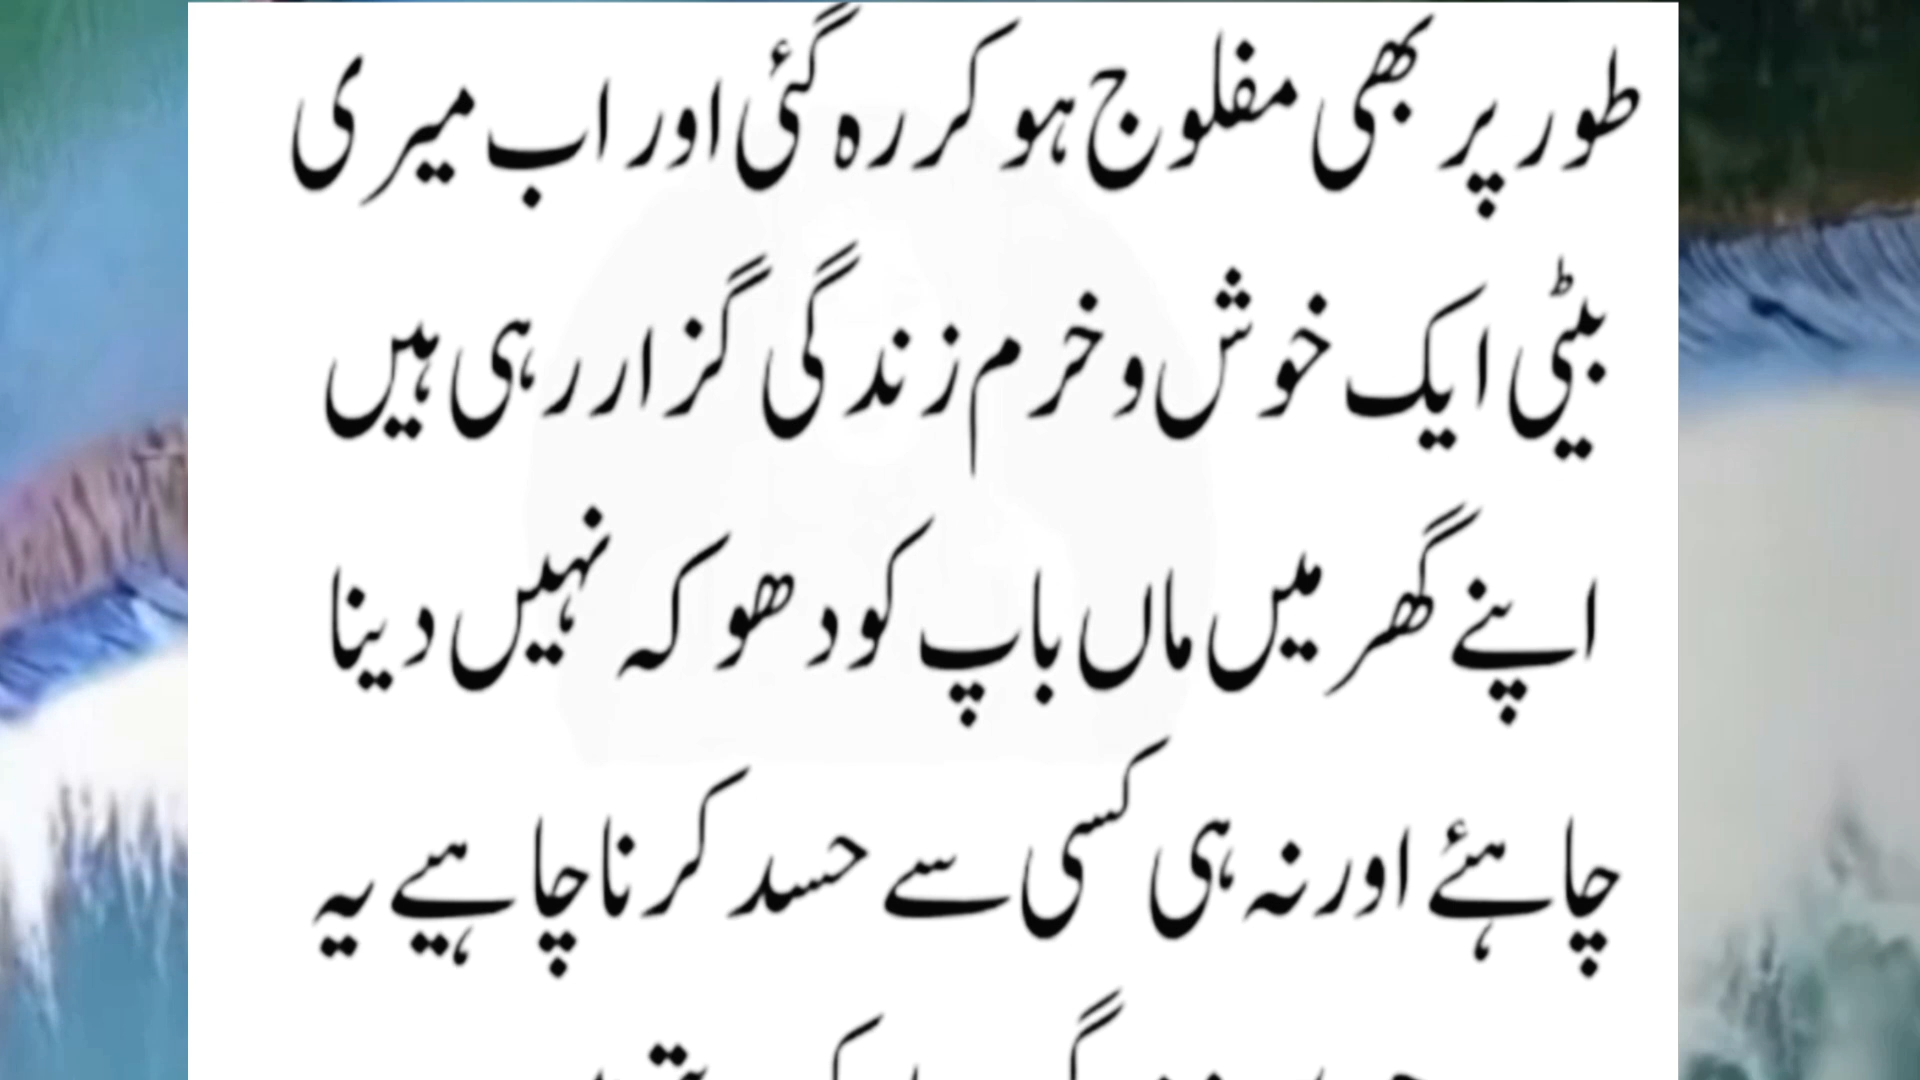 طور پر بھی مفلوج ہو کر رہ گئی اور اب میری
بیٹی ایک خوش و خرم زندگی گزار رہی ہیں
اپنے گھر میں ماں باپ کو دھوکہ نہیں دینا
چاہئے اور نہ ہی کسی سے حسد کرنا چاہیے یہ